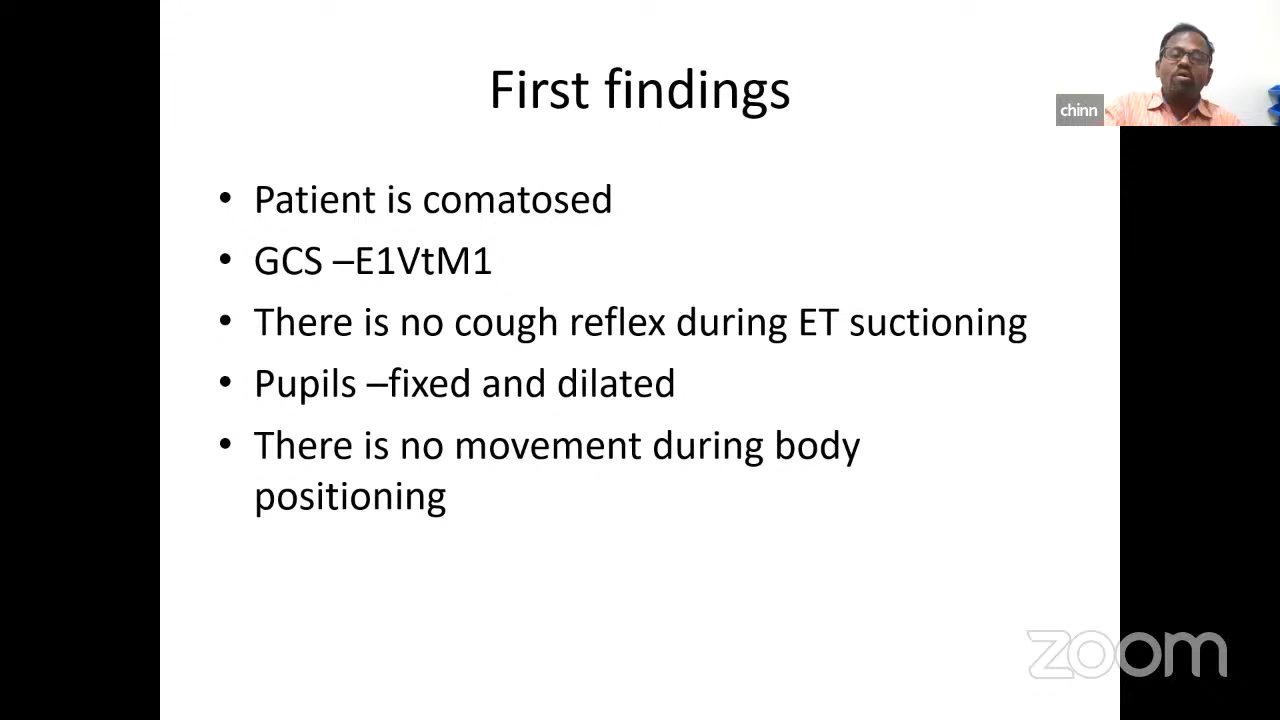 First findings
chinn
• Patient is comatosed
• GCS –E1VtM1
• There is no cough reflex during ET suctioning
• Pupils –fixed and dilated
• There is no movement during body
positioning
zoom